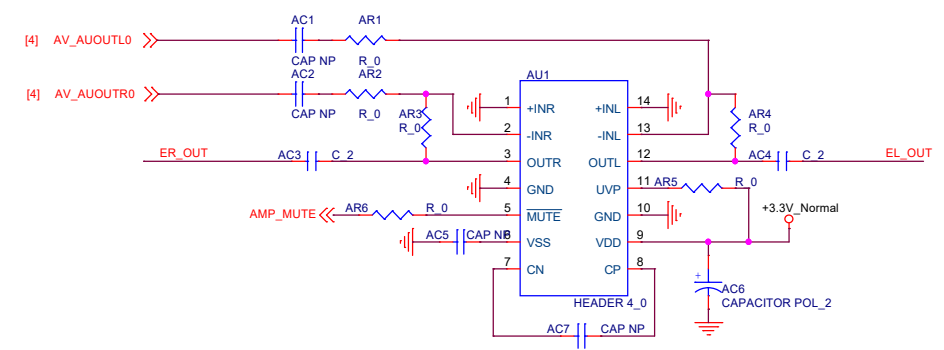 AC1 AR1
[4] AV_AUOUTL0
CAP NP R_0
AC2 AR2 AU1
[4] AV_AUOUTR0
1 +INR +INL 14
CAP NP R_0 AR3 AR4
R_0 R_0
2 -INR -INL 13
ER_OUT AC3 C_2 3 OUTR OUTL 12 AC4 C_2 EL_OUT
4 GND UVP 11 AR5 R_0
AMP_MUTE AR6 R_0 5 MUTE GND 10 +3.3V_Normal
AC5 CAP NP 6 VSS VDD 9
7 CN CP 8
+
AC6
HEADER 4_0 CAPACITOR POL_2
AC7 CAP NP